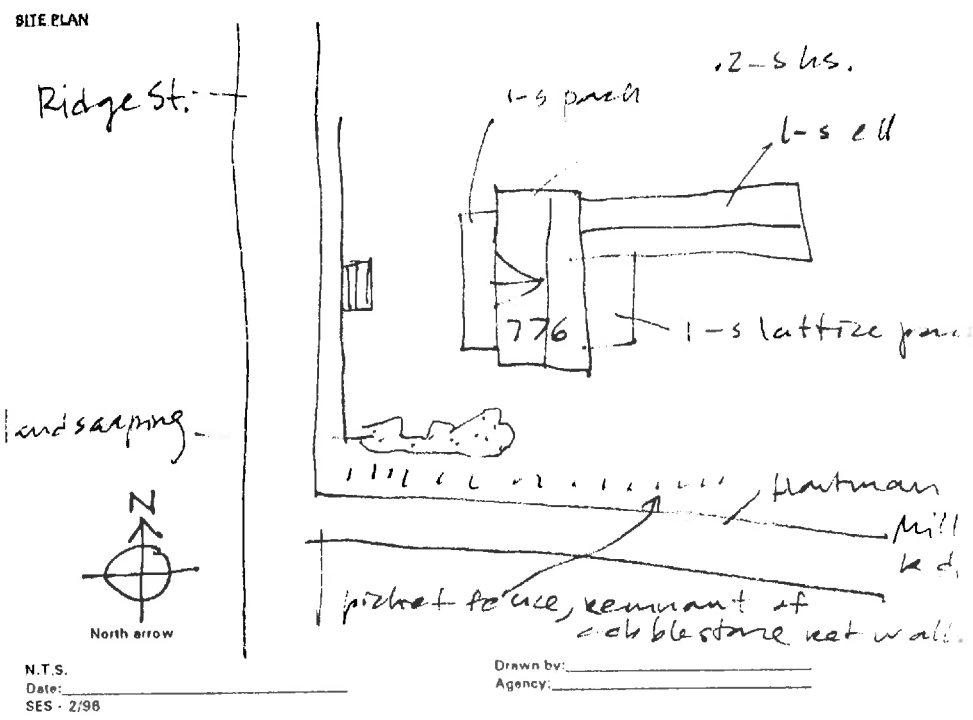 SITE PLAN
.2-s hs.
Ridge St.
1-s porch
1-s ell
776
1-s lattice
landscaping
Hartman
Mill
Rd.
N
picket fence, remnant of
cobblestone ret wall.
North arrow
N.T.S.
Date:
SES - 2/98
Drawn by:
Agency: